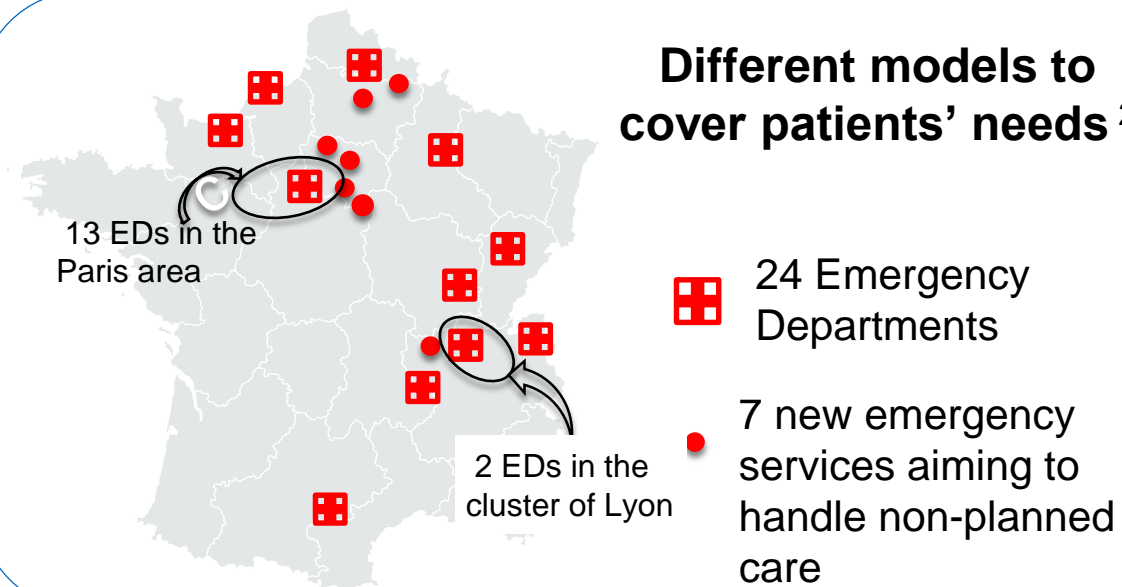 Different models to
cover patients' needs 2
13 EDs in the
Paris area
C
24 Emergency
Departments
2 EDs in the
cluster of Lyon
7 new emergency
services aiming to
handle non-planned
care